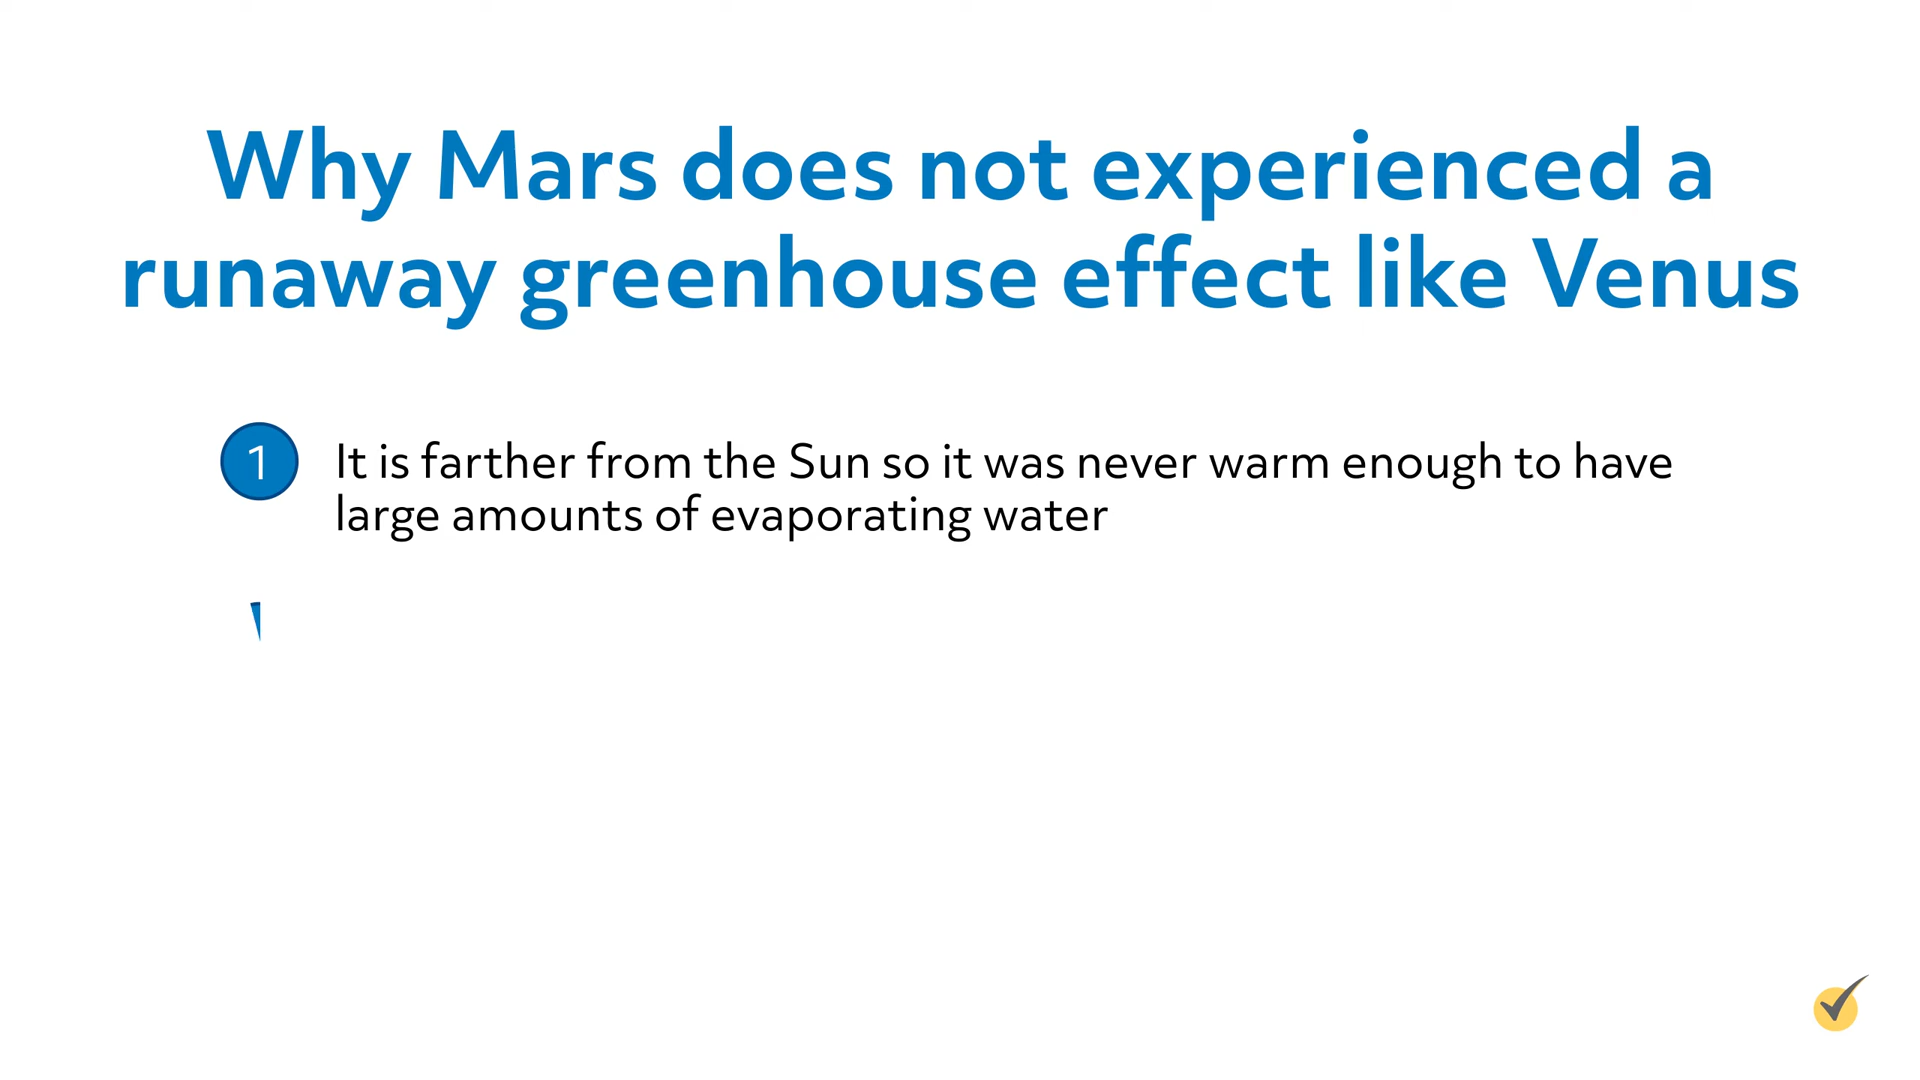 Why Mars does not experienced a
runaway greenhouse effect like Venus
1 It is farther from the Sun so it was never warm enough to have
large amounts of evaporating water